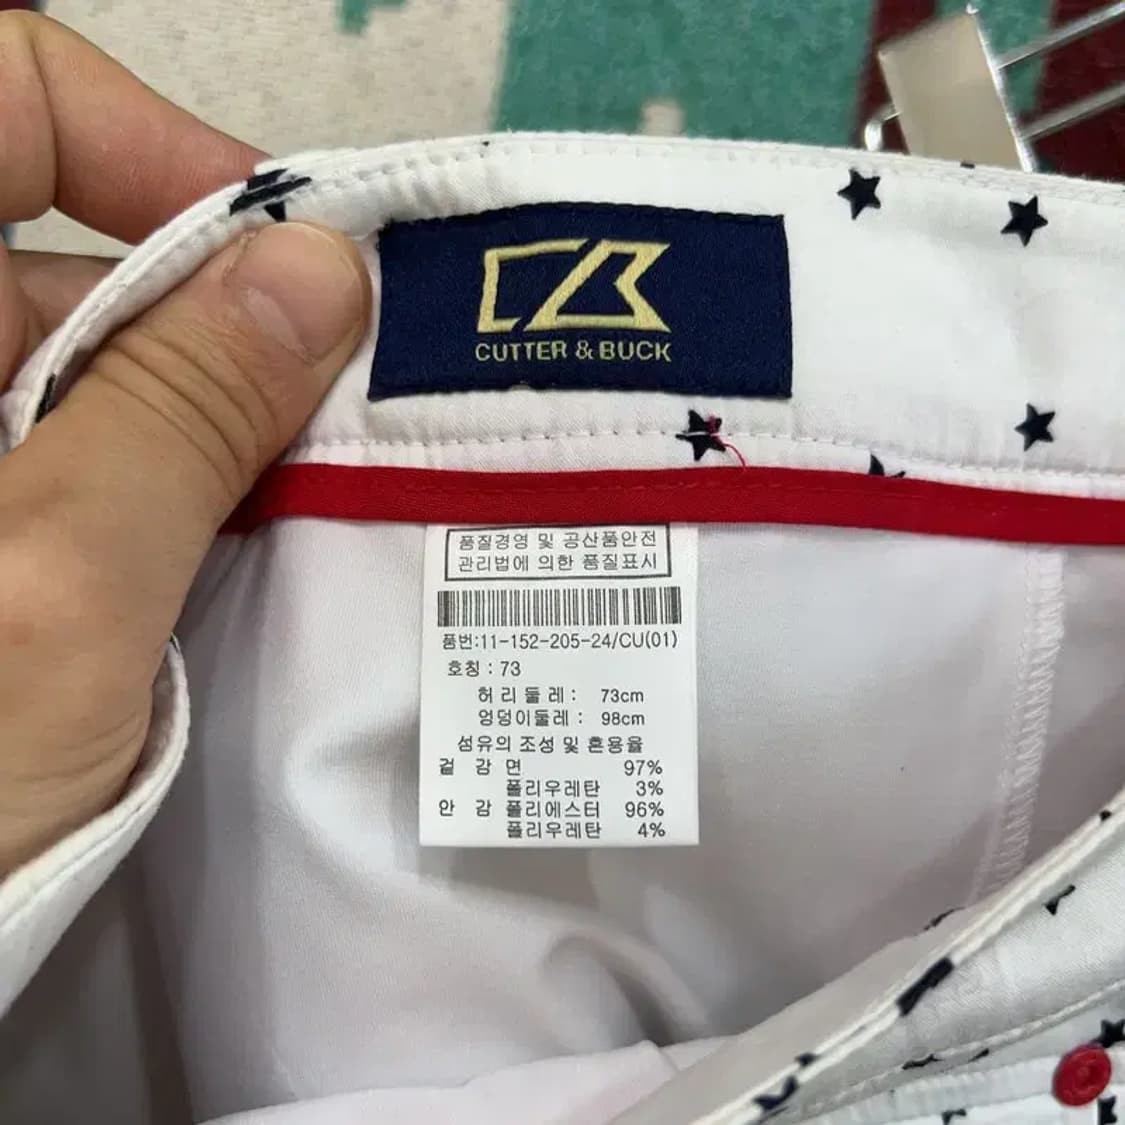 CUTTER & BUCK
품질경영 및 공산품안전
관리법에 의한 품질표시
품번:11-152-205-24/CU(01)
호칭 : 73
허 리 둘 레 : 73cm
엉덩이둘레 : 98cm
섬유의 조성 및 혼용율
겉 감 면 97%
폴리우레탄 3%
안 감 폴리에스터 96%
폴리우레탄 4%